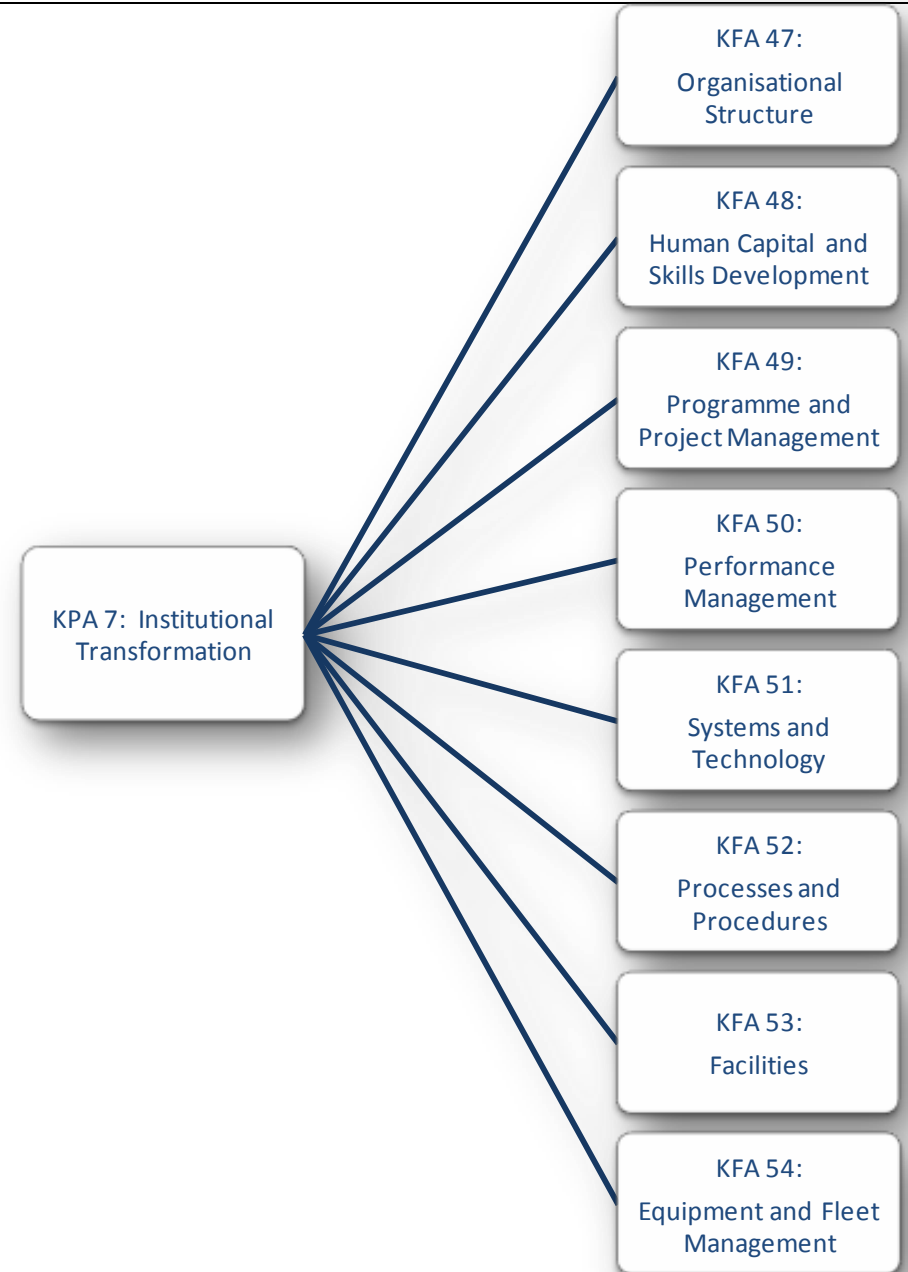 KFA 47:
Organisational
Structure
KFA 48:
Human Capital and
Skills Development
KFA 49:
Programme and
Project Management
KFA 50:
Performance
Management
KPA 7: Institutional
Transformation
KFA 51:
Systems and
Technology
KFA 52:
Processes and
Procedures
KFA 53:
Facilities
KFA 54:
Equipment and Fleet
Management